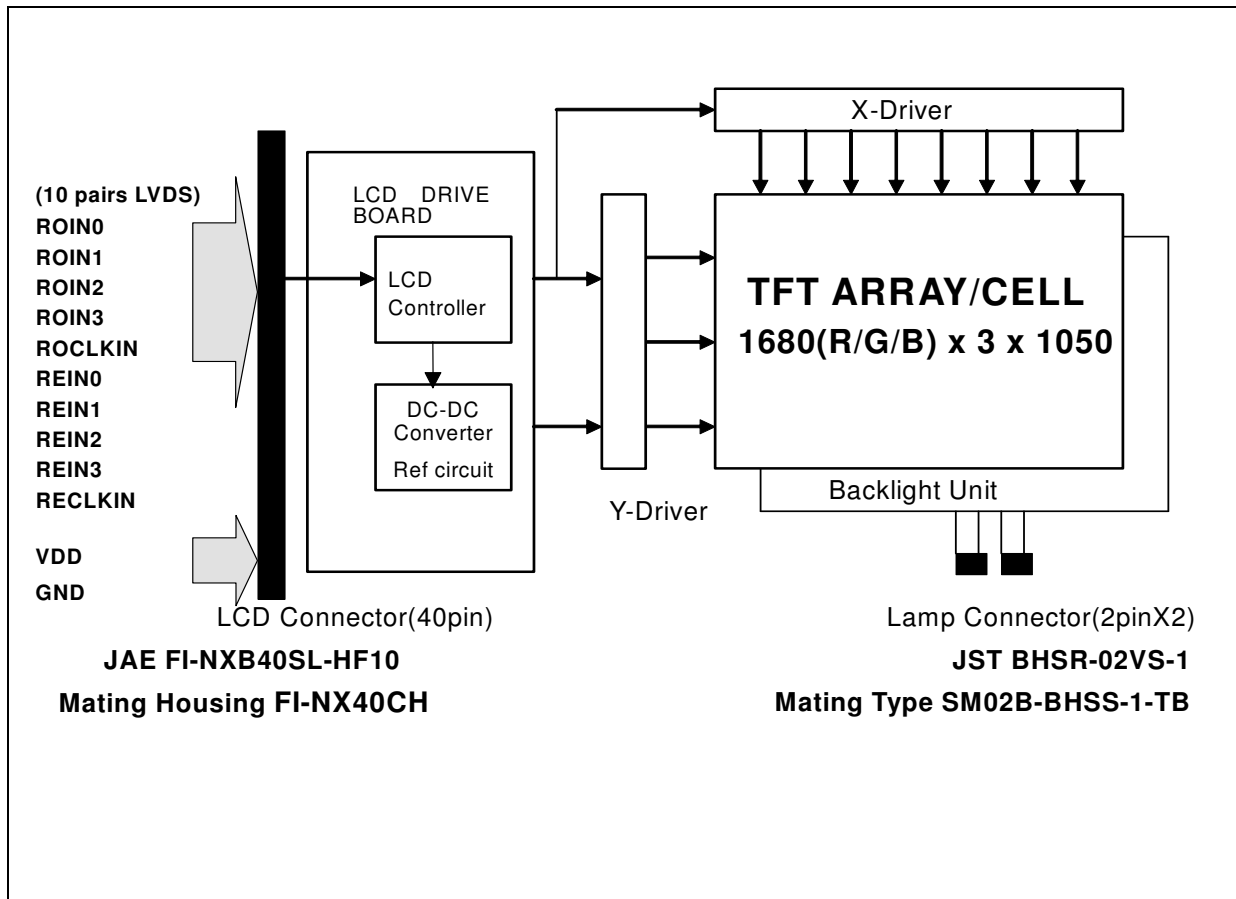 X-Driver
(10 pairs LVDS)
ROIN0
ROIN1
ROIN2
ROIN3
ROCLKIN
REIN0
REIN1
REIN2
REIN3
RECLKIN
VDD
GND
LCD DRIVE
BOARD
LCD
Controller
DC-DC
Converter
Ref circuit
Y-Driver
TFT ARRAY/CELL
1680(R/G/B) x 3 x 1050
Backlight Unit
LCD Connector(40pin)
JAE FI-NXB40SL-HF10
Mating Housing FI-NX40CH
Lamp Connector(2pinX2)
JST BHSR-02VS-1
Mating Type SM02B-BHSS-1-TB